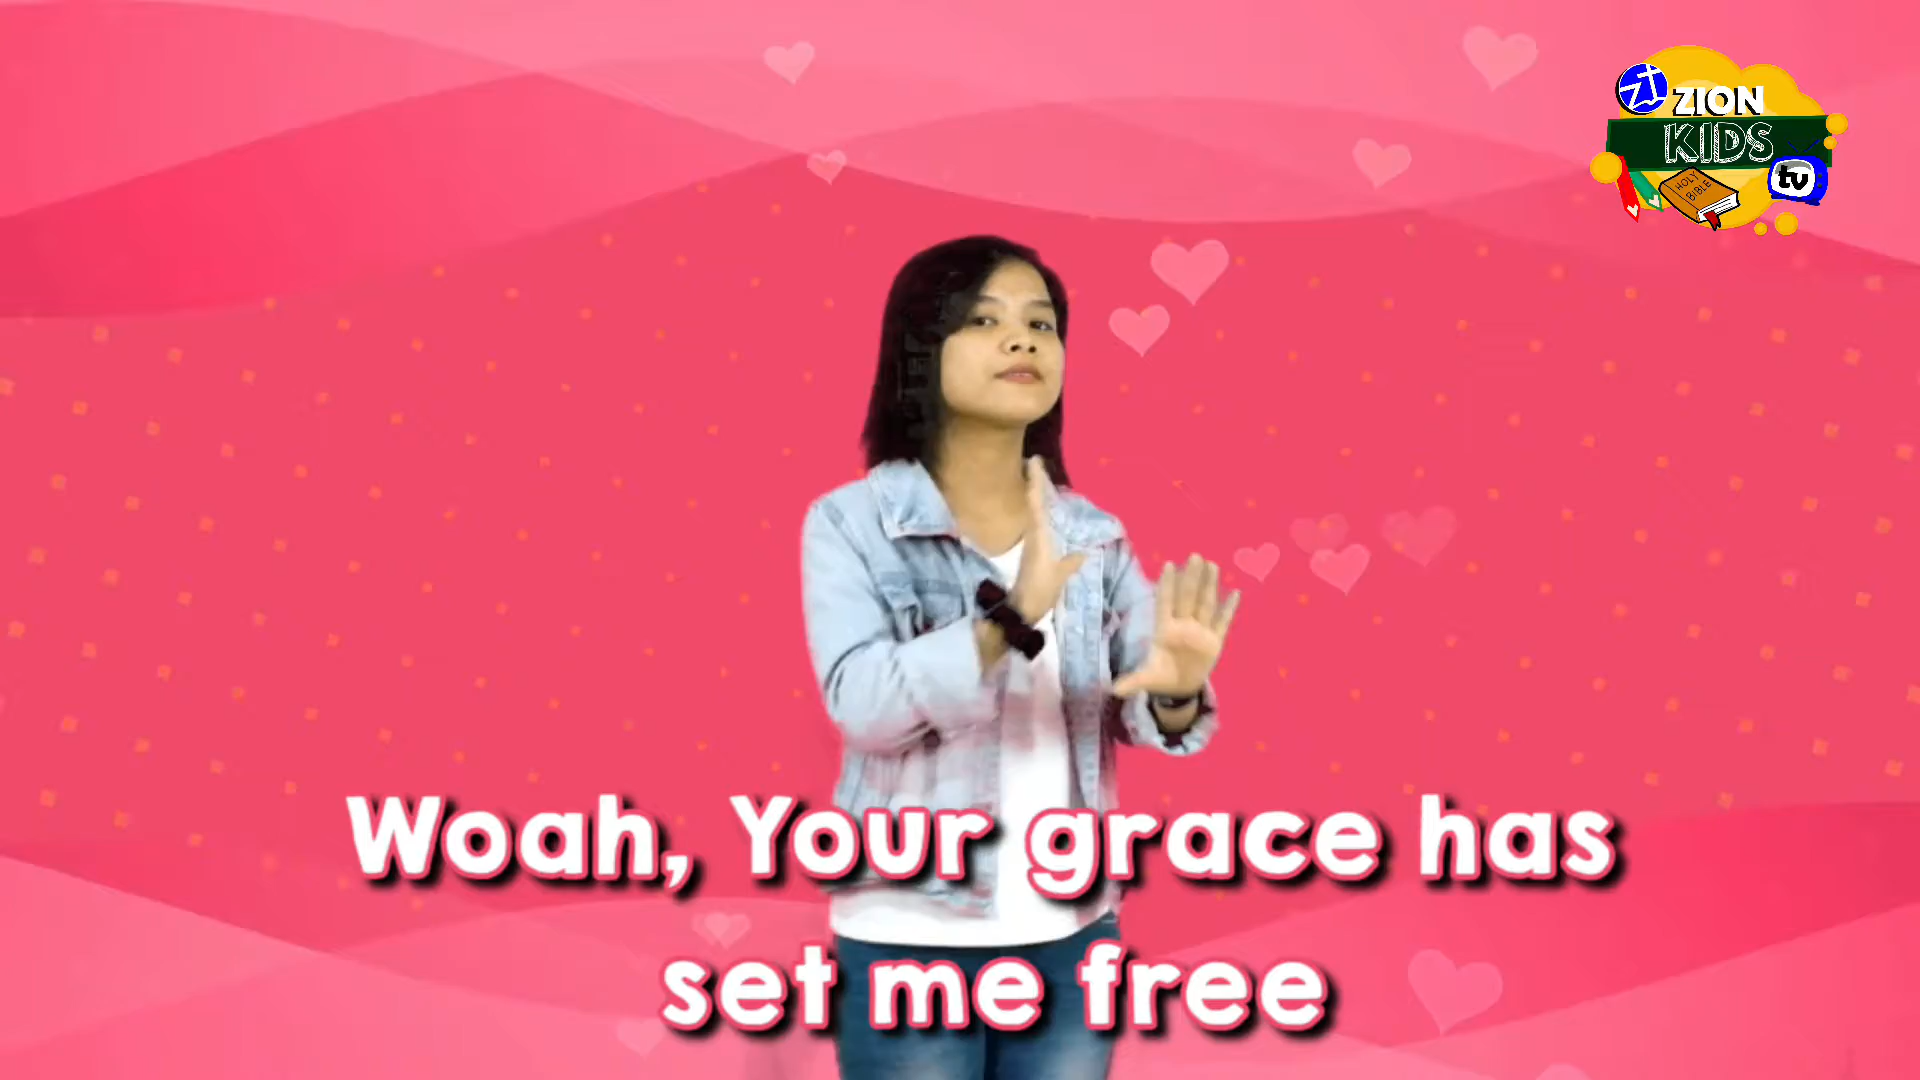 ZION
KIDS
tv
HOLY
BIBLE
Woah, Your grace has
set me free